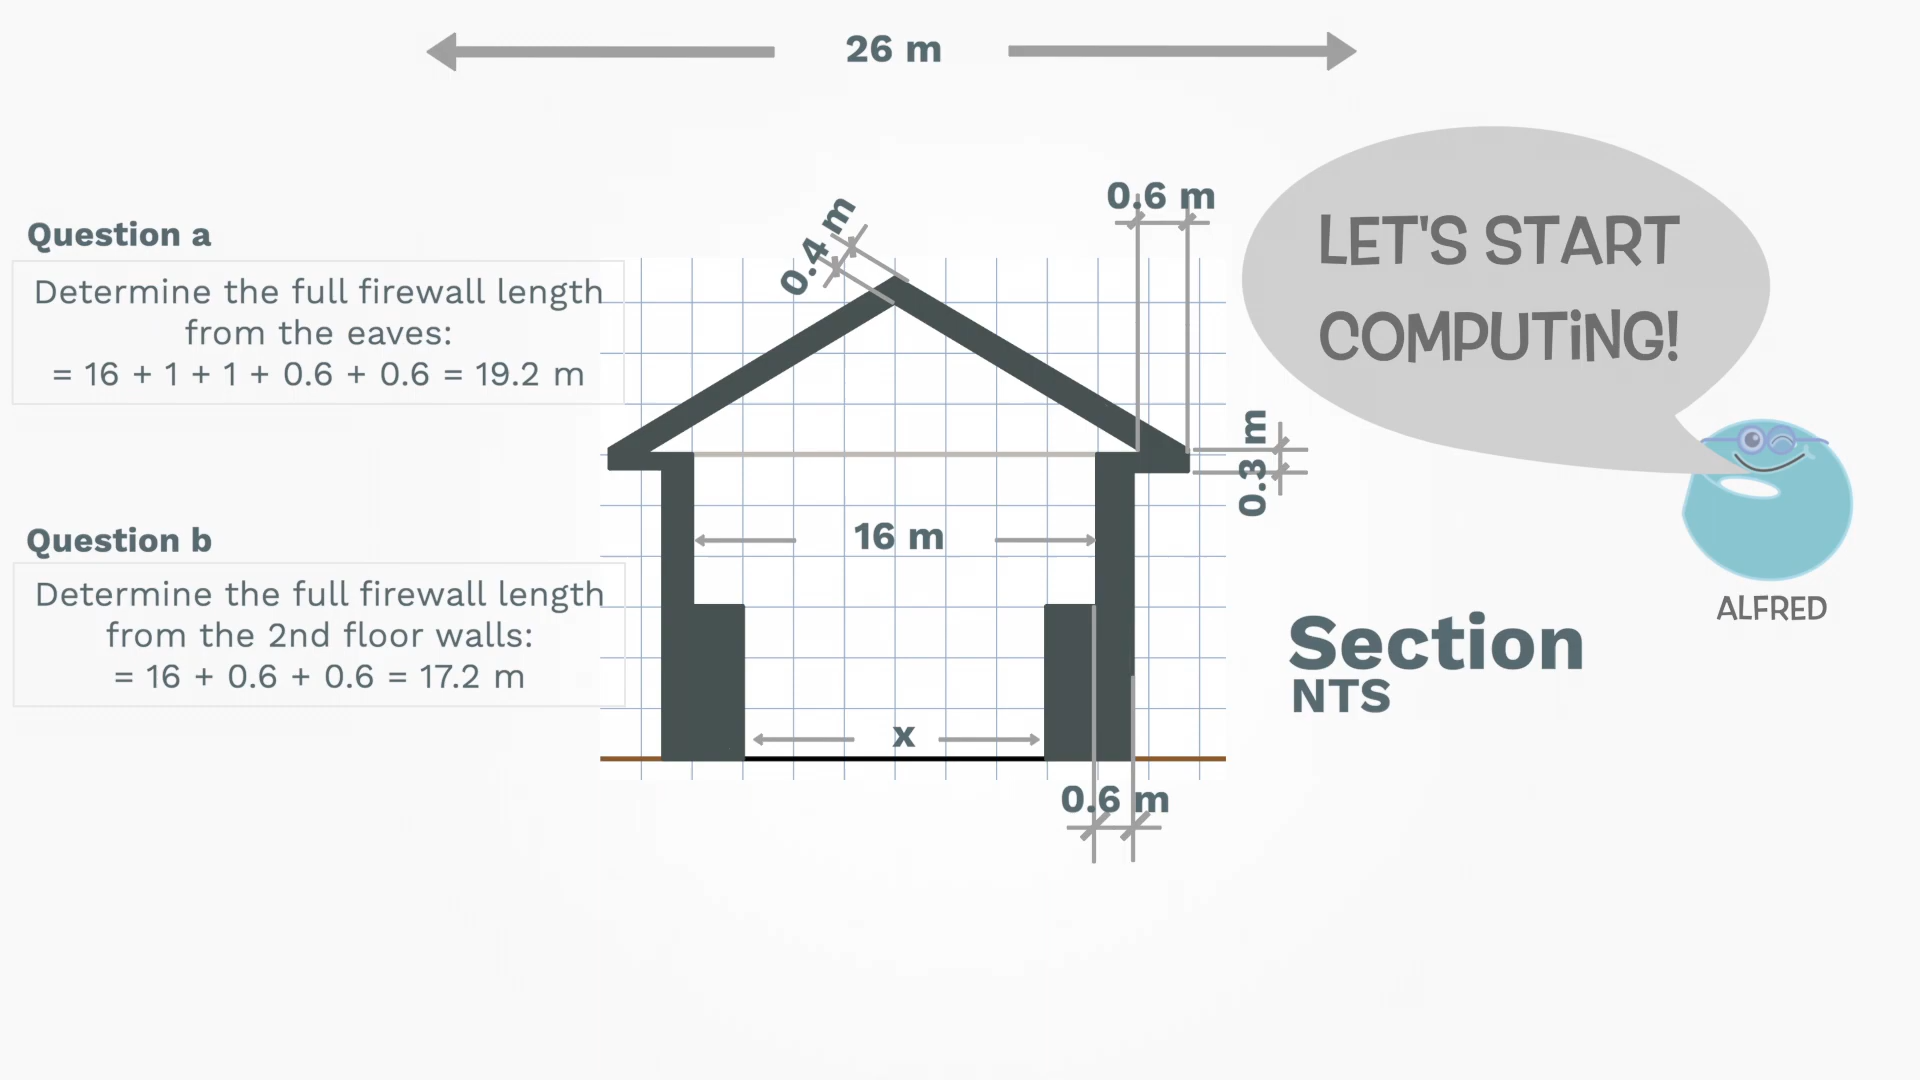 26 m
0.6 m
0.4 m
LET'S START
COMPUTiNG!
Question a
Determine the full firewall length
from the eaves:
= 16 + 1 + 1 + 0.6 + 0.6 = 19.2 m
0.3 m
16 m
Question b
Determine the full firewall length
from the 2nd floor walls:
= 16 + 0.6 + 0.6 = 17.2 m
ALFRED
Section
NTS
x
0.6 m